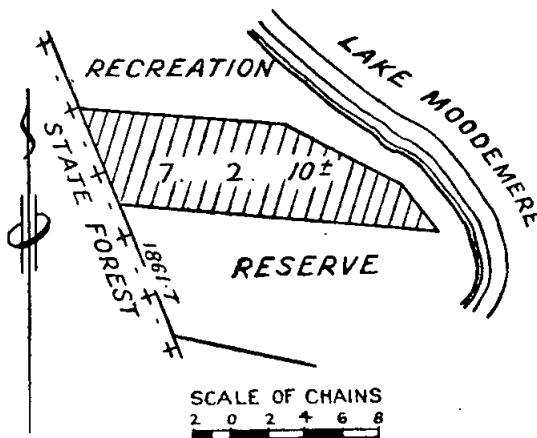 RECREATION
LAKE MOODEMERE
STATE FOREST
7. 2. 10±
1861·7
RESERVE
SCALE OF CHAINS
2 0 2 4 6 8